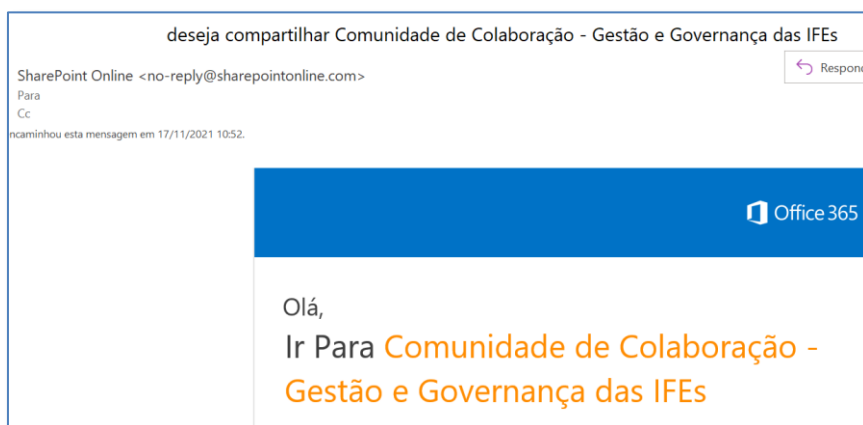 deseja compartilhar Comunidade de Colaboração - Gestão e Governança das IFEs
SharePoint Online <no-reply@sharepointonline.com>
Respond
Para
Cc
ncaminhou esta mensagem em 17/11/2021 10:52.
Office 365
Olá,
Ir Para Comunidade de Colaboração -
Gestão e Governança das IFEs